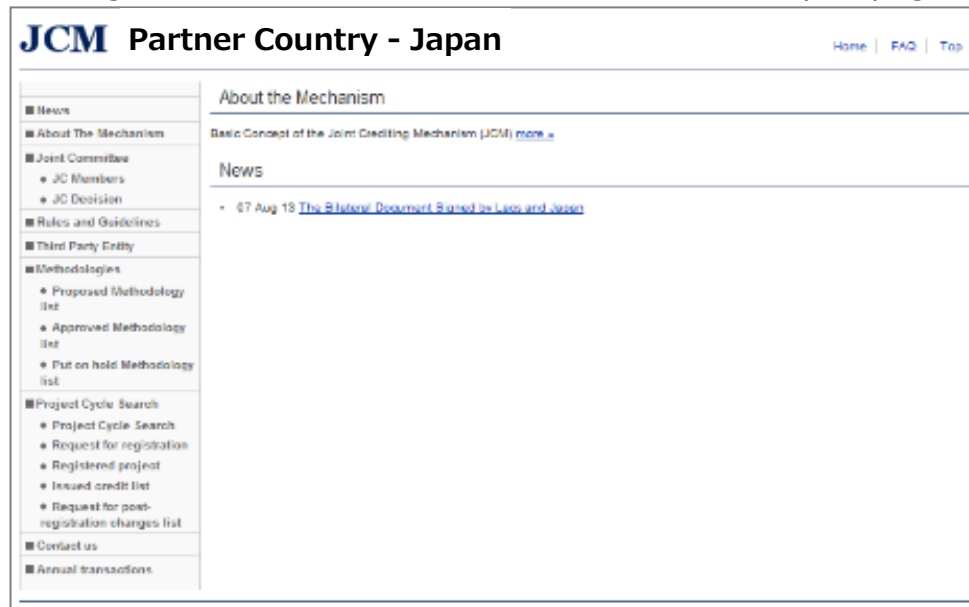 JCM Partner Country - Japan
Home | FAQ | Top
News
About The Mechanism
Joint Committee
JC Members
JC Decision
Rules and Guidelines
Third Party Entity
Methodologies
Proposed Methodology
list
Approved Methodology
list
Put on hold Methodology
list
Project Cycle Search
Project Cycle Search
Request for registration
Registered project
Issued credit list
Request for post-
registration changes list
Contact us
Annual transactions
About the Mechanism
Basic Concept of the Joint Crediting Mechanism (JCM) more »
News
07 Aug 13 The Bilateral Document Signed by Laos and Japan